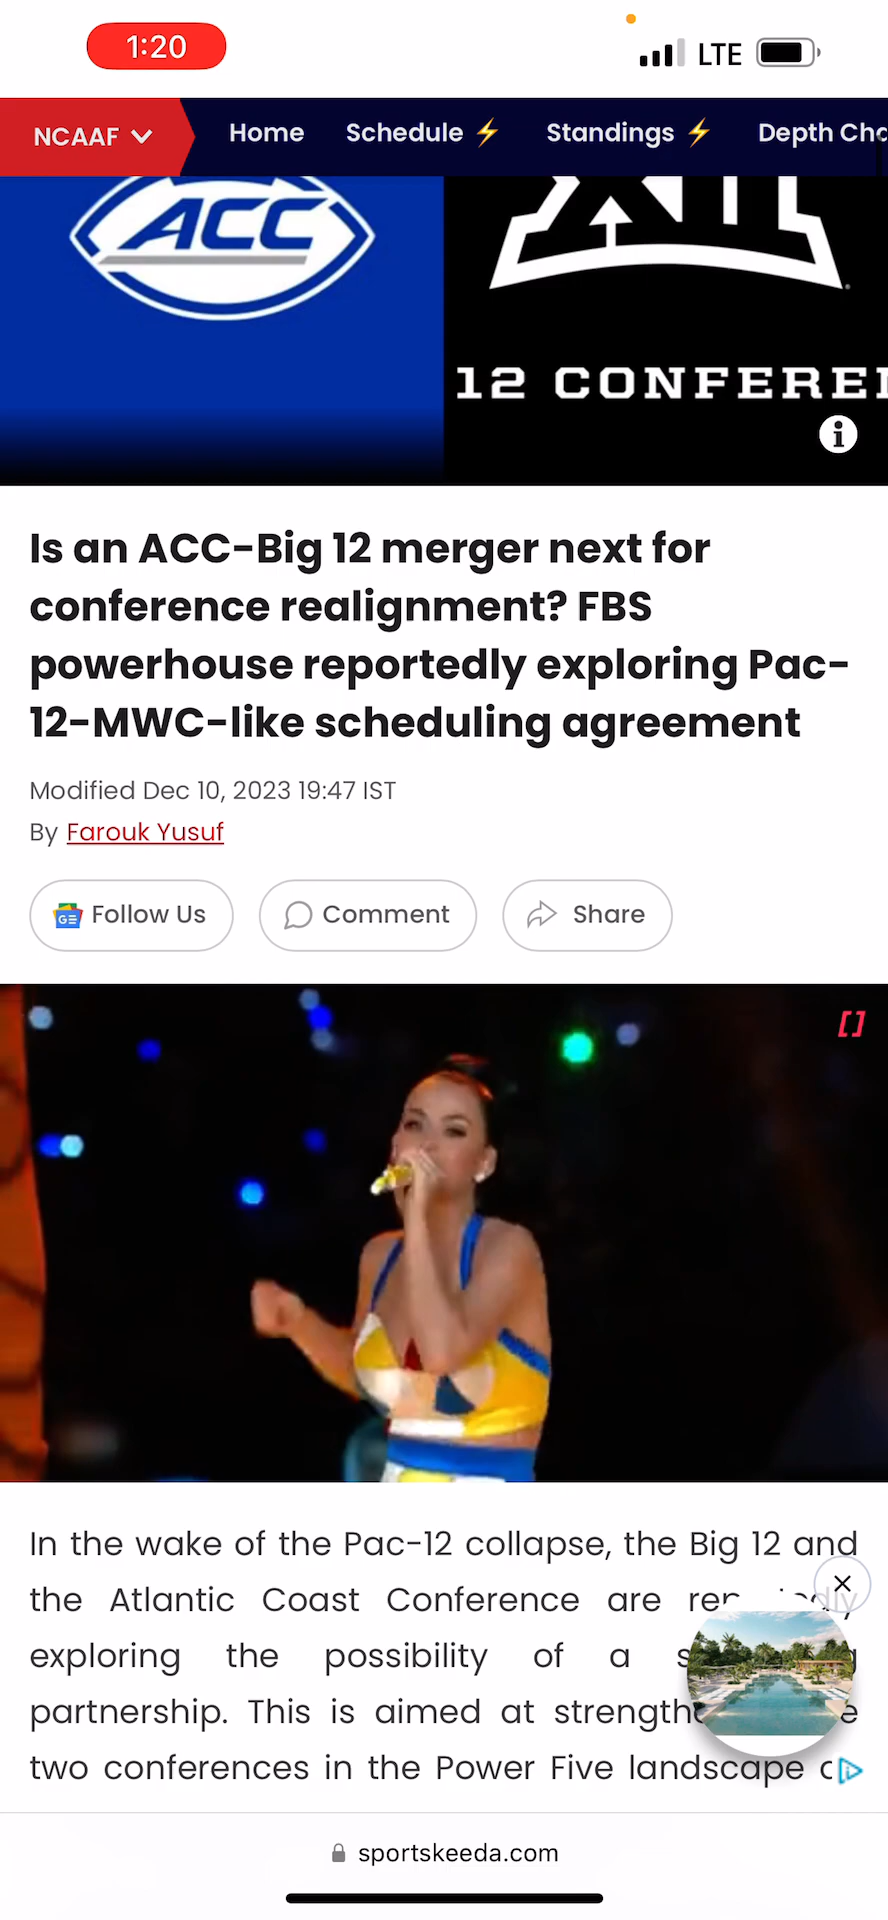 1:20
LTE
NCAAF Home Schedule ⚡ Standings ⚡ Depth
ACC XII
12
Is an ACC-Big 12 merger next for
conference realignment? FBS
powerhouse reportedly exploring Pac-
12-MWC-like scheduling agreement
Modified Dec 10, 2023 19:47 IST
By Farouk Yusuf
GE Follow Us Comment Share
In the wake of the Pac-12 collapse, the Big 12 and
the Atlantic Coast Conference are
exploring the possibility of a
partnership. This is aimed at
two conferences in the Power Five landscape
sportskeeda.com